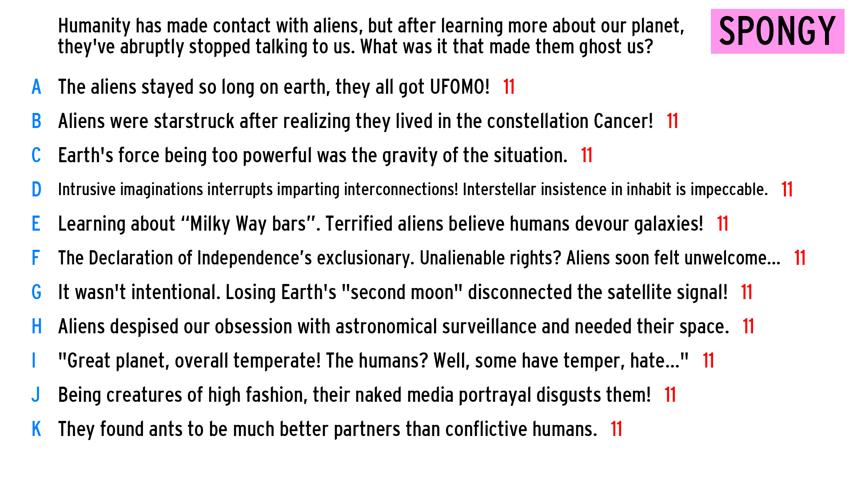 Humanity has made contact with aliens, but after learning more about our planet,
they've abruptly stopped talking to us. What was it that made them ghost us?
SPONGY
A The aliens stayed so long on earth, they all got UFOMO! 11
B Aliens were starstruck after realizing they lived in the constellation Cancer! 11
C Earth's force being too powerful was the gravity of the situation. 11
D Intrusive imaginations interrupts imparting interconnections! Interstellar insistence in inhabit is impeccable. 11
E Learning about “Milky Way bars”. Terrified aliens believe humans devour galaxies! 11
F The Declaration of Independence’s exclusionary. Unalienable rights? Aliens soon felt unwelcome... 11
G It wasn't intentional. Losing Earth's "second moon" disconnected the satellite signal! 11
H Aliens despised our obsession with astronomical surveillance and needed their space. 11
I "Great planet, overall temperate! The humans? Well, some have temper, hate..." 11
J Being creatures of high fashion, their naked media portrayal disgusts them! 11
K They found ants to be much better partners than conflictive humans. 11